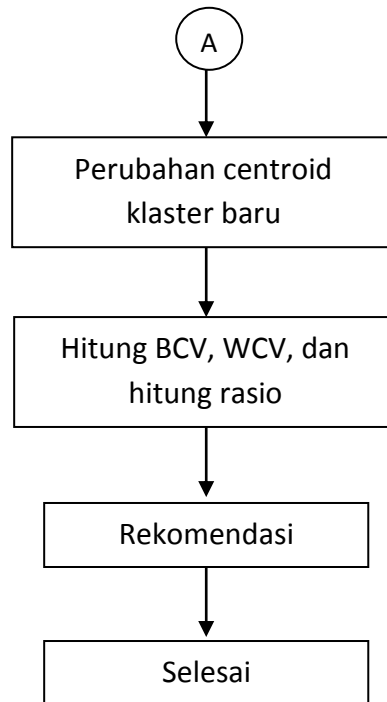 A
Perubahan centroid
klaster baru
Hitung BCV, WCV, dan
hitung rasio
Rekomendasi
Selesai